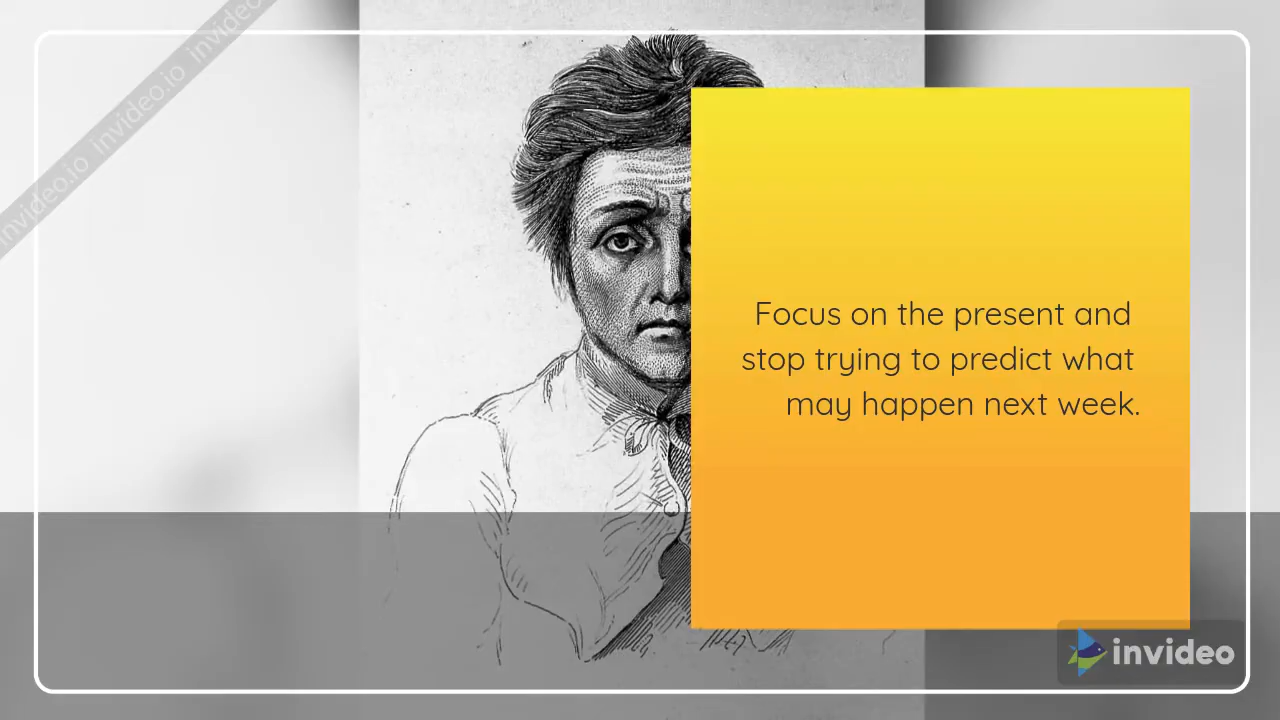 invideo.io invideo.io invideo
Focus on the present and
stop trying to predict what
may happen next week.
invideo